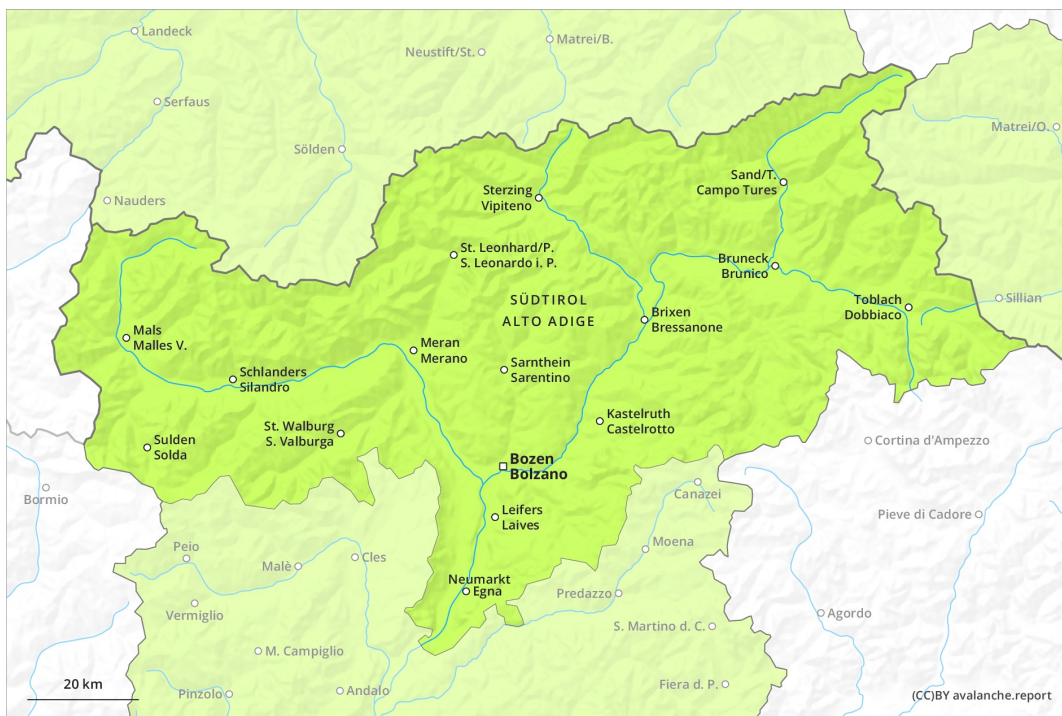 Landeck
Matrei/B.
Neustift/St.
Serfaus
Matrei/O.
Sölden
Sand/T.
Campo Tures
Nauders
Sterzing
Vipiteno
St. Leonhard/P.
S. Leonardo i. P.
Bruneck
Brunico
SÜDTIROL
ALTO ADIGE
Toblach
Dobbiaco
Sillian
Brixen
Bressanone
Mals
Malles V.
Meran
Merano
Sarnthein
Sarentino
Schlanders
Silandro
Kastelruth
Castelrotto
St. Walburg
S. Valburga
Sulden
Solda
Cortina d'Ampezzo
Bozen
Bolzano
Bormio
Canazei
Leifers
Laives
Pieve di Cadore
Moena
Peio
Cles
Malè
Neumarkt
Egna
Predazzo
Vermiglio
Agordo
S. Martino d. C.
M. Campiglio
20 km
Pinzolo
Andalo
Fiera d. P.
(CC)BY avalanche.report